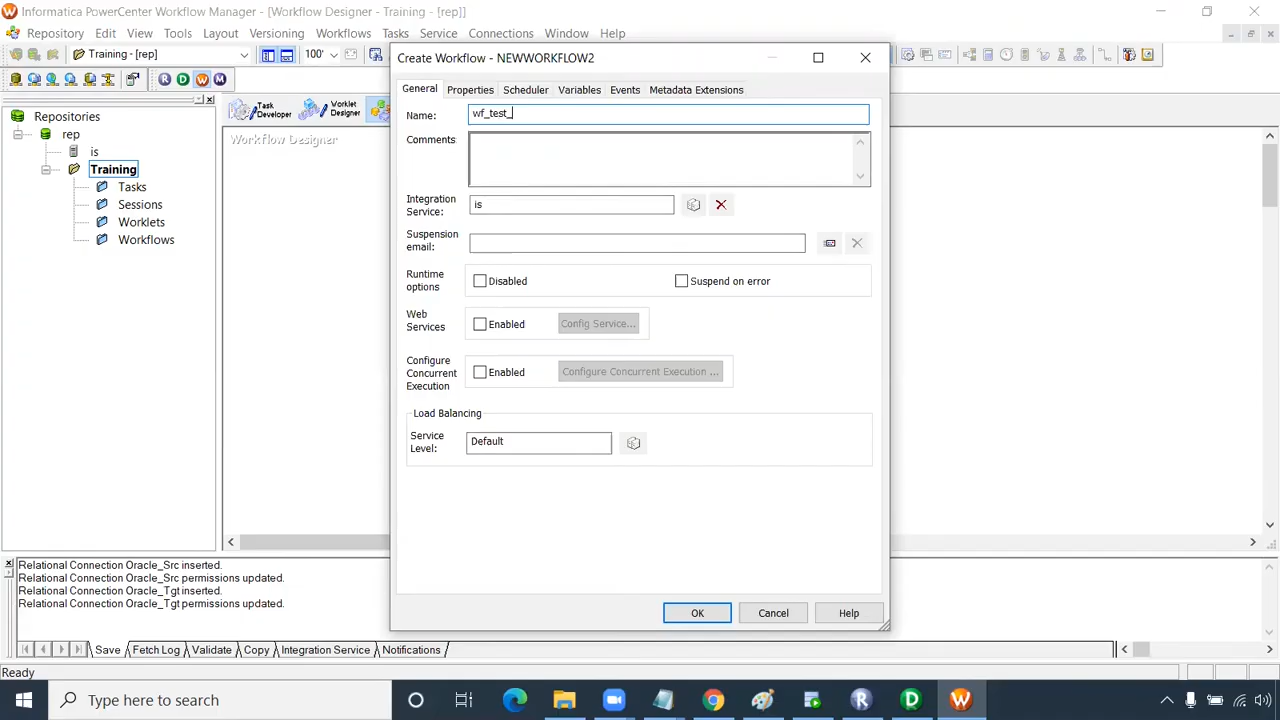 Informatica PowerCenter Workflow Manager - [Workflow Designer - Training - [rep]]
Repository Edit View Tools Layout Versioning Workflows Tasks Service Connections Window Help
Training - [rep]
100'
R D W M
Task Developer
Worklet Designer
Repositories
rep
is
Training
Tasks
Sessions
Worklets
Workflows
Workflow Designer
Create Workflow - NEWWORKFLOW2
General Properties Scheduler Variables Events Metadata Extensions
Name: wf_test_
Comments
Integration Service: is
Suspension email:
Runtime options Disabled Suspend on error
Web Services Enabled Config Service...
Configure Concurrent Execution Enabled Configure Concurrent Execution ...
Load Balancing
Service Level: Default
OK Cancel Help
Relational Connection Oracle_Src inserted.
Relational Connection Oracle_Src permissions updated.
Relational Connection Oracle_Tgt inserted.
Relational Connection Oracle_Tgt permissions updated.
Save Fetch Log Validate Copy Integration Service Notifications
Ready
Type here to search
R D W